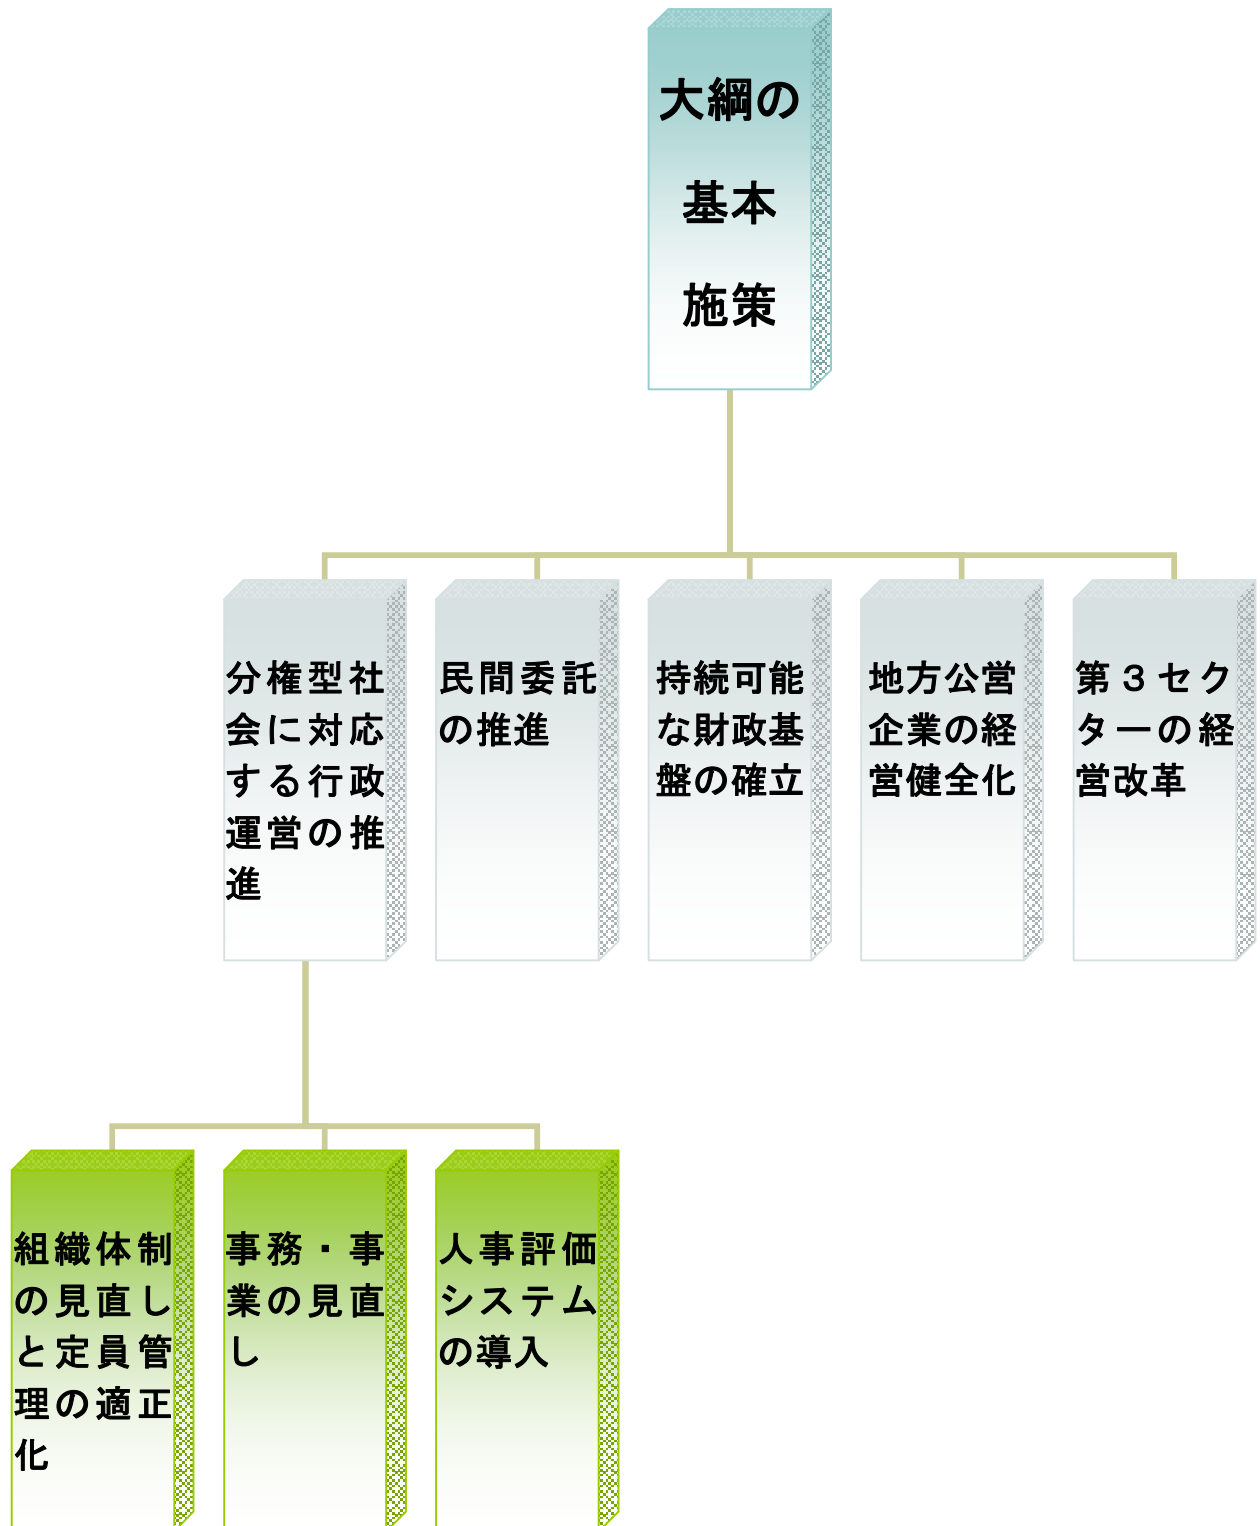 大綱の
基本
施策
分権型社
会に対応
する行政
運営の推
進
民間委託
の推進
持続可能
な財政基
盤の確立
地方公営
企業の経
営健全化
第３セク
ターの経
営改革
組織体制
の見直し
と定員管
理の適正
化
事務・事
業の見直
し
人事評価
システム
の導入